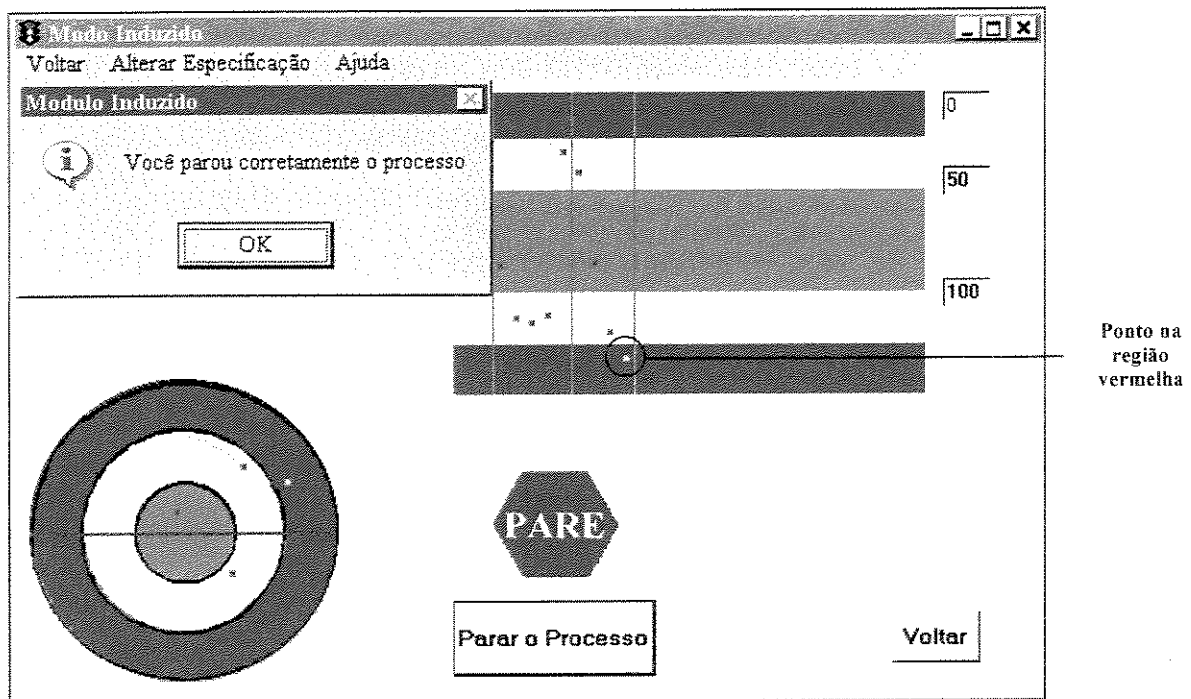 Modo Induzido
Voltar Alterar Especificação Ajuda
Modulo Induzido
Você parou corretamente o processo
OK
0
50
100
Ponto na
região
vermelha
PARE
Parar o Processo
Voltar